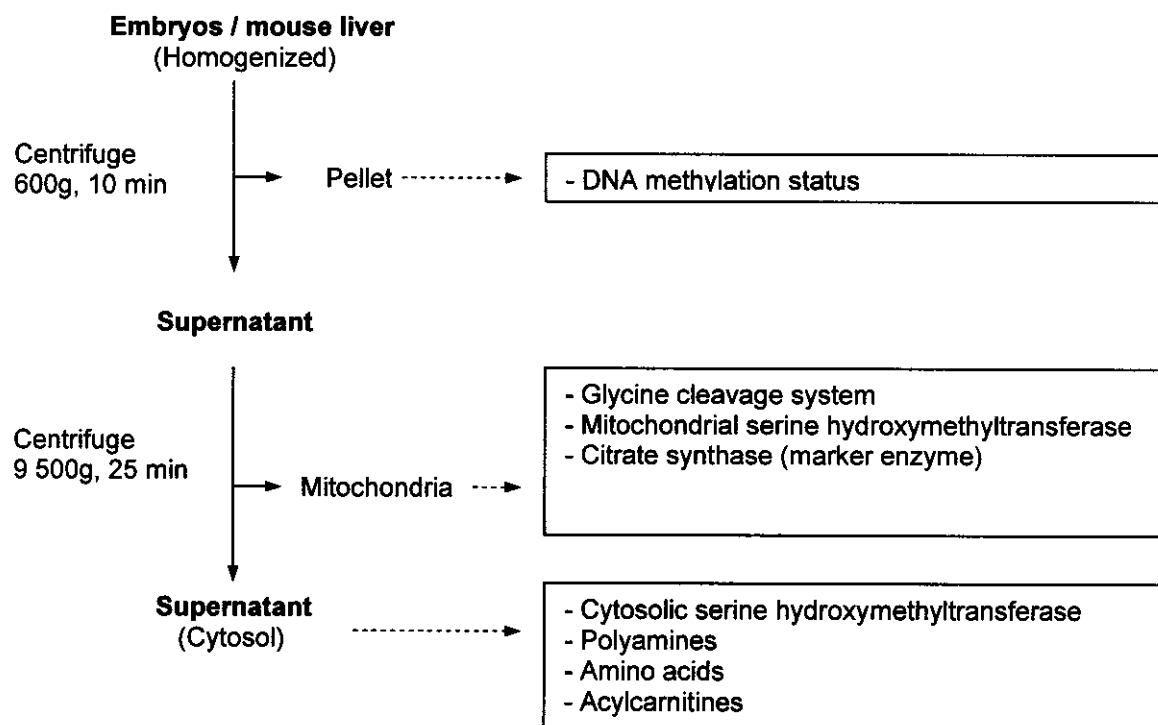 Embryos / mouse liver
(Homogenized)
Centrifuge
600g, 10 min
Pellet
- DNA methylation status
Supernatant
Centrifuge
9 500g, 25 min
Mitochondria
- Glycine cleavage system
- Mitochondrial serine hydroxymethyltransferase
- Citrate synthase (marker enzyme)
Supernatant
(Cytosol)
- Cytosolic serine hydroxymethyltransferase
- Polyamines
- Amino acids
- Acylcarnitines